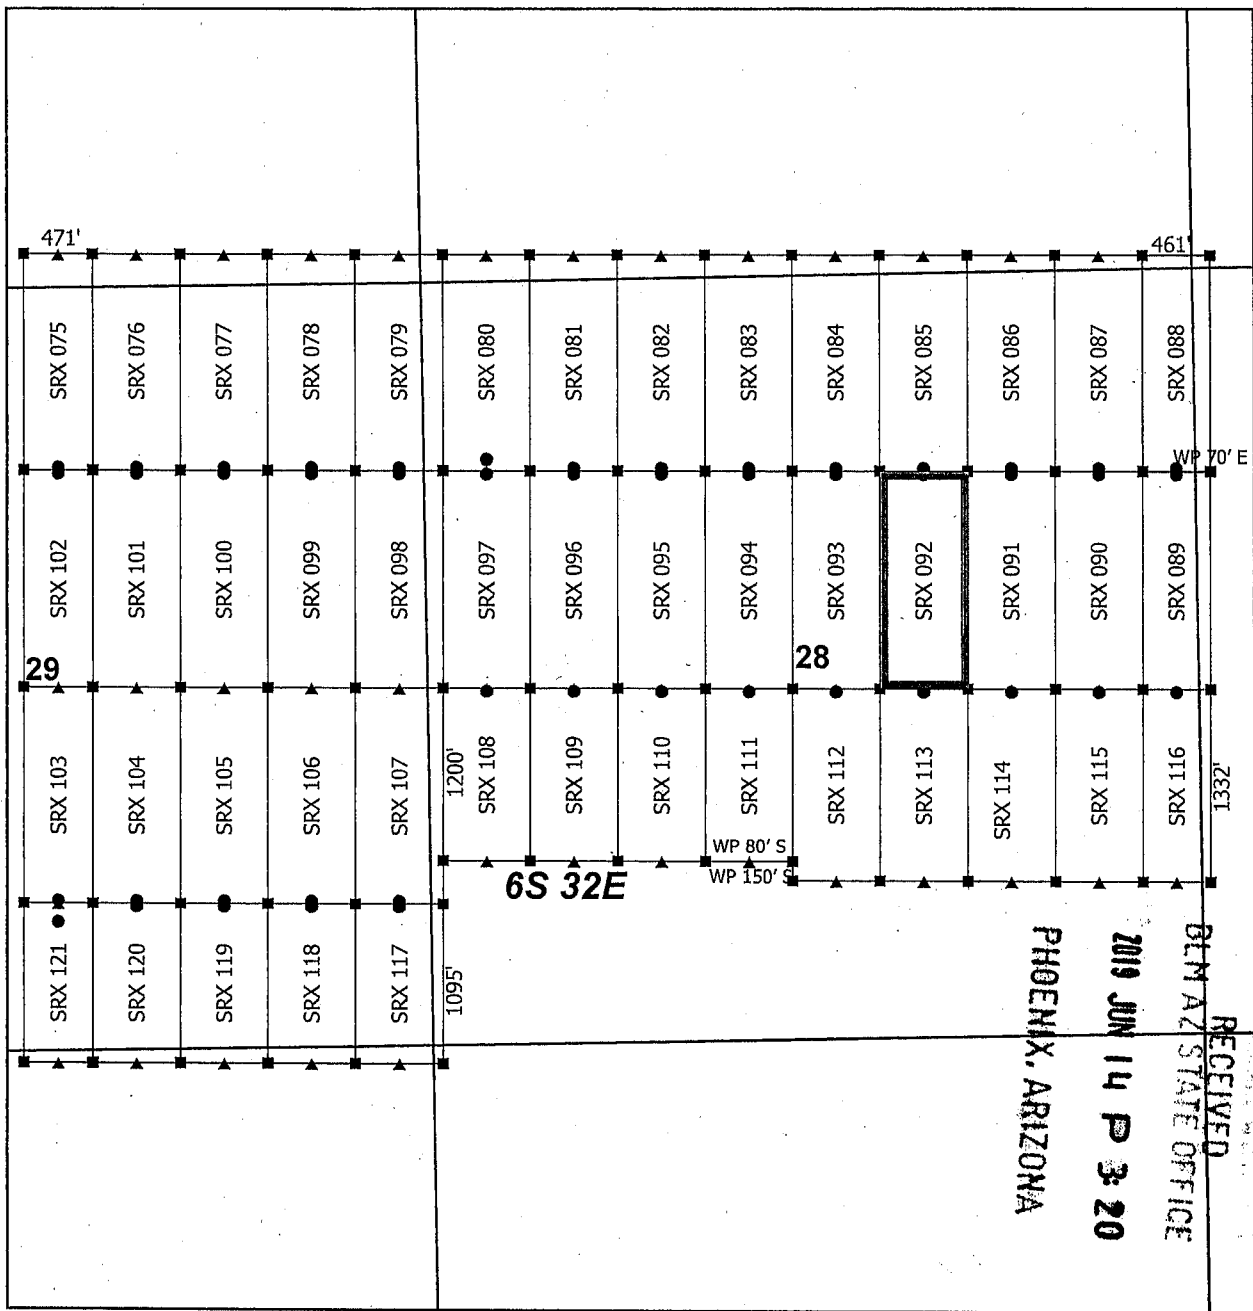 471'
461'
SRX 075
SRX 076
SRX 077
SRX 078
SRX 079
SRX 080
SRX 081
SRX 082
SRX 083
SRX 084
SRX 085
SRX 086
SRX 087
SRX 088
WP 70' E
SRX 102
SRX 101
SRX 100
SRX 099
SRX 098
SRX 097
SRX 096
SRX 095
SRX 094
SRX 093
SRX 092
SRX 091
SRX 090
SRX 089
29
28
SRX 103
SRX 104
SRX 105
SRX 106
SRX 107
1200'
SRX 108
SRX 109
SRX 110
SRX 111
SRX 112
SRX 113
SRX 114
SRX 115
SRX 116
1332'
WP 80' S
WP 150' S
6S 32E
SRX 121
SRX 120
SRX 119
SRX 118
SRX 117
1095'
RECEIVED
BLM AZ STATE OFFICE
2019 JUN 14 P 3:20
PHOENIX, ARIZONA